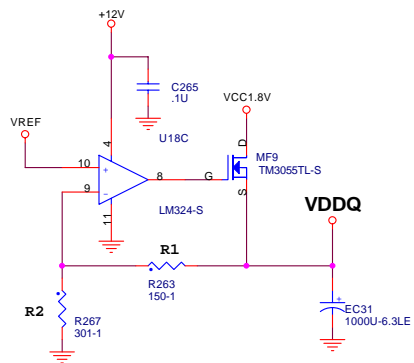 +12V
C265
.1U
VCC1.8V
VREF
U18C
4
D
10
+
8
G
MF9
TM3055TL-S
9
-
S
LM324-S
11
VDDQ
R1
R263
150-1
R2
R267
301-1
+
EC31
1000U-6.3LE